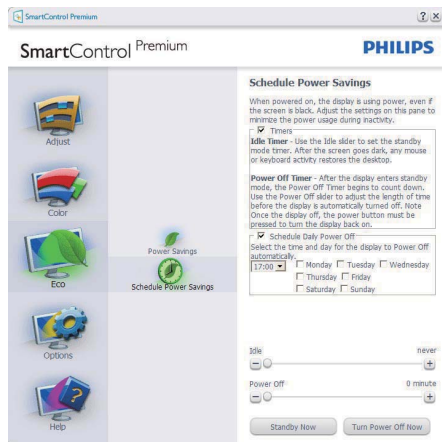 SmartControl Premium
SmartControl Premium
PHILIPS
Adjust
Color
Eco
Options
Help
Power Savings
Schedule Power Savings
Schedule Power Savings
When powered on, the display is using power, even if
the screen is black. Adjust the settings on this pane to
minimize the power usage during inactivity.
Timers
Idle Timer - Use the Idle slider to set the standby
mode timer. After the screen goes dark, any mouse
or keyboard activity restores the desktop.
Power Off Timer - After the display enters standby
mode, the Power Off Timer begins to count down.
Use the Power Off slider to adjust the length of time
before the display is automatically turned off. Note
Once the display off, the power button must be
pressed to turn the display back on.
Schedule Daily Power Off
Select the time and day for the display to Power Off
automatically.
17:00 Monday Tuesday Wednesday
Thursday Friday
Saturday Sunday
Idle never
Power Off 0 minute
Standby Now Turn Power Off Now